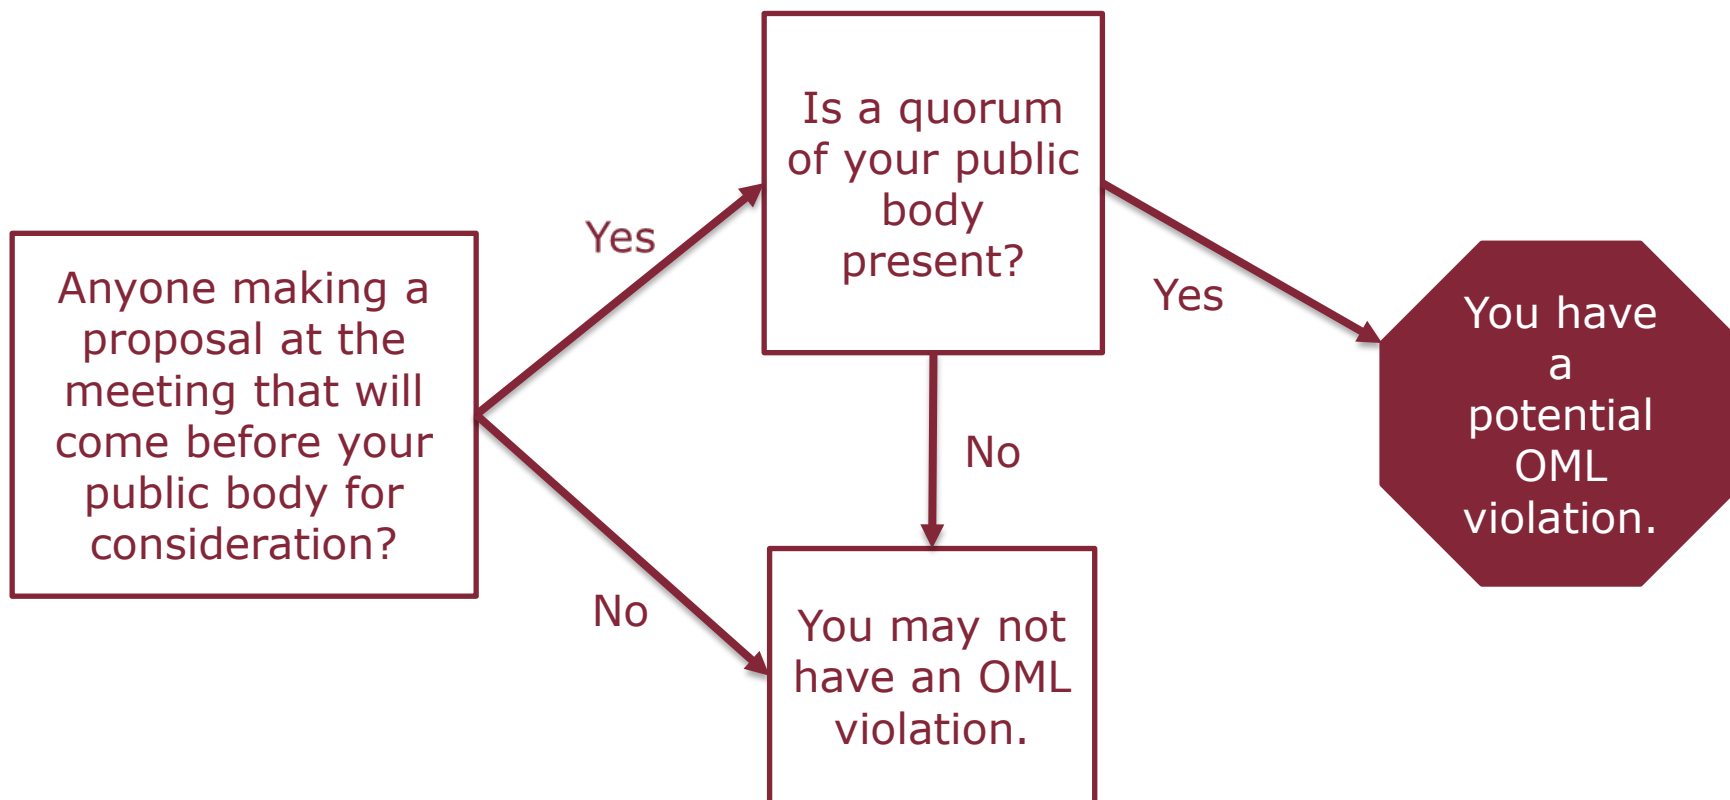 Anyone making a
proposal at the
meeting that will
come before your
public body for
consideration?
Yes
No
Is a quorum
of your public
body
present?
Yes
No
You may not
have an OML
violation.
You have
a
potential
OML
violation.